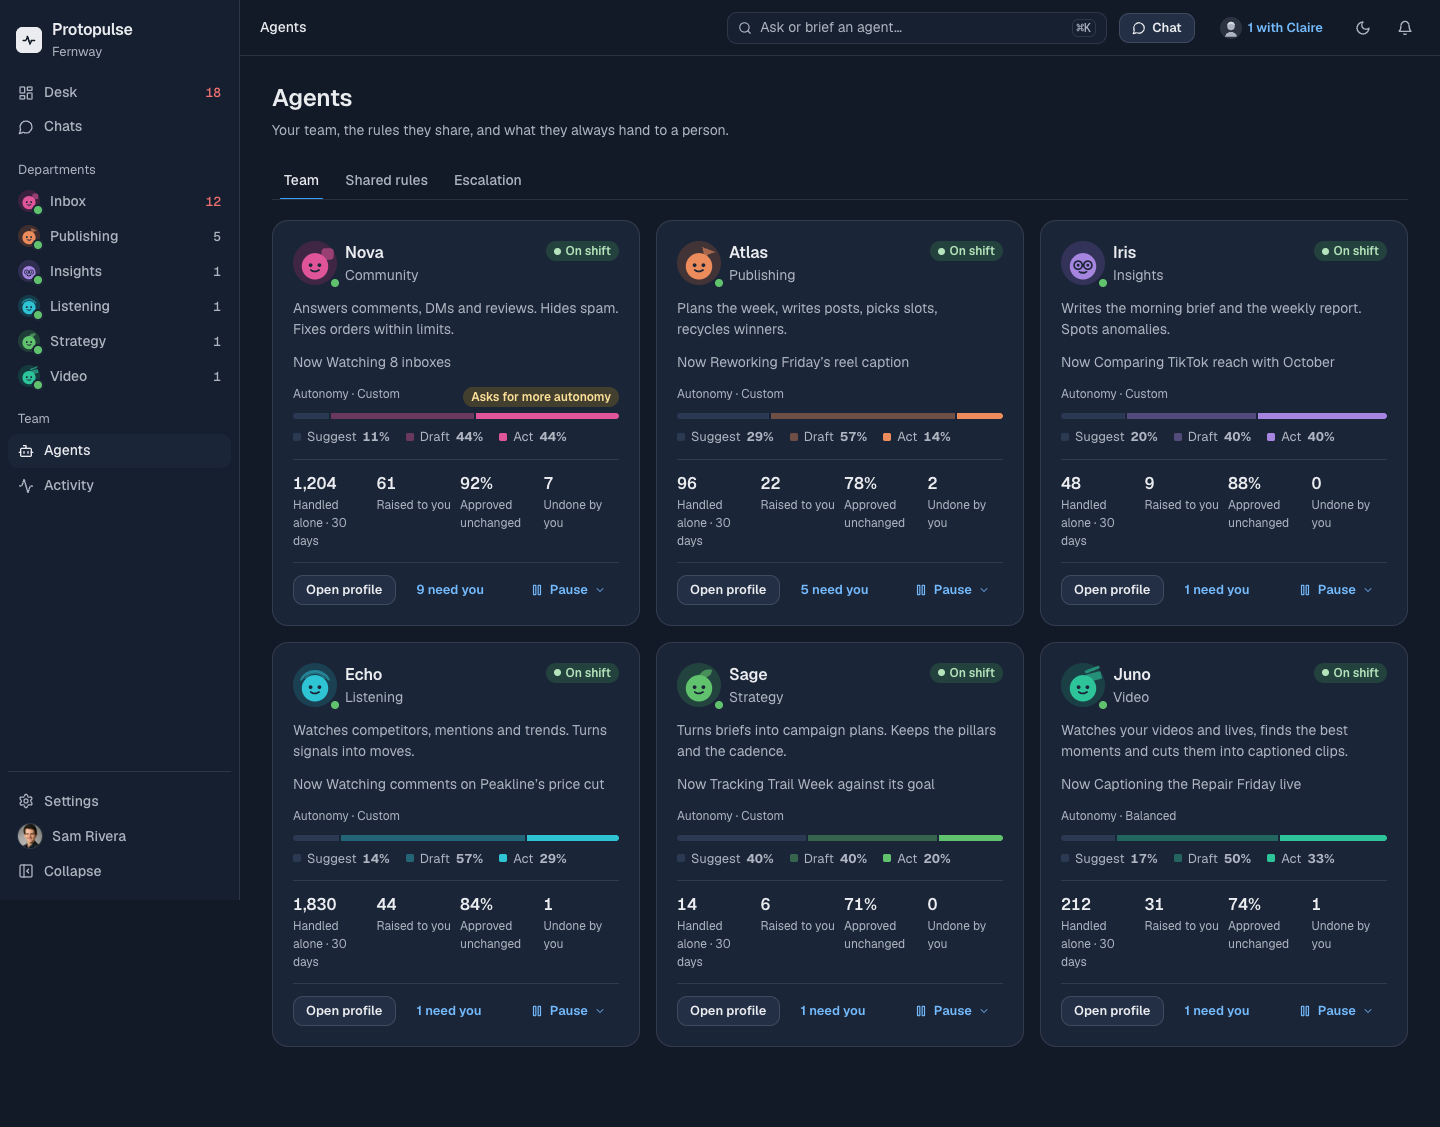 Protopulse
Fernway
Desk 18
Chats
Departments
Inbox 12
Publishing 5
Insights 1
Listening 1
Strategy 1
Video 1
Team
Agents
Activity
Settings
Sam Rivera
Collapse
Agents
Ask or brief an agent... ⌘K
Chat
1 with Claire
Agents
Your team, the rules they share, and what they always hand to a person.
Team Shared rules Escalation
Nova On shift
Community
Answers comments, DMs and reviews. Hides spam.
Fixes orders within limits.
Now Watching 8 inboxes
Autonomy · Custom Asks for more autonomy
Suggest 11% Draft 44% Act 44%
1,204 61 92% 7
Handled Raised to you Approved Undone by
alone · 30 unchanged you
days
Open profile 9 need you Pause
Atlas On shift
Publishing
Plans the week, writes posts, picks slots,
recycles winners.
Now Reworking Friday’s reel caption
Autonomy · Custom
Suggest 29% Draft 57% Act 14%
96 22 78% 2
Handled Raised to you Approved Undone by
alone · 30 unchanged you
days
Open profile 5 need you Pause
Iris On shift
Insights
Writes the morning brief and the weekly report.
Spots anomalies.
Now Comparing TikTok reach with October
Autonomy · Custom
Suggest 20% Draft 40% Act 40%
48 9 88% 0
Handled Raised to you Approved Undone by
alone · 30 unchanged you
days
Open profile 1 need you Pause
Echo On shift
Listening
Watches competitors, mentions and trends. Turns
signals into moves.
Now Watching comments on Peakline’s price cut
Autonomy · Custom
Suggest 14% Draft 57% Act 29%
1,830 44 84% 1
Handled Raised to you Approved Undone by
alone · 30 unchanged you
days
Open profile 1 need you Pause
Sage On shift
Strategy
Turns briefs into campaign plans. Keeps the pillars
and the cadence.
Now Tracking Trail Week against its goal
Autonomy · Custom
Suggest 40% Draft 40% Act 20%
14 6 71% 0
Handled Raised to you Approved Undone by
alone · 30 unchanged you
days
Open profile 1 need you Pause
Juno On shift
Video
Watches your videos and lives, finds the best
moments and cuts them into captioned clips.
Now Captioning the Repair Friday live
Autonomy · Balanced
Suggest 17% Draft 50% Act 33%
212 31 74% 1
Handled Raised to you Approved Undone by
alone · 30 unchanged you
days
Open profile 1 need you Pause